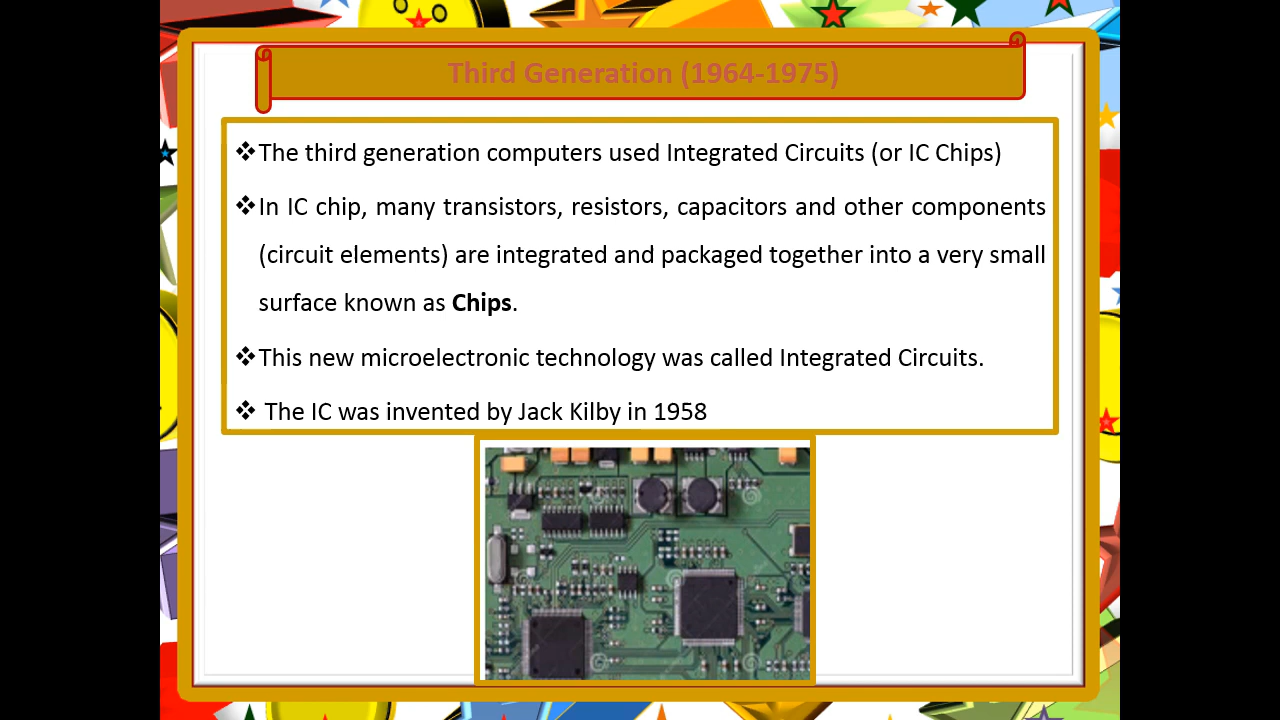 Third Generation (1964-1975)
❖The third generation computers used Integrated Circuits (or IC Chips)
❖In IC chip, many transistors, resistors, capacitors and other components
(circuit elements) are integrated and packaged together into a very small
surface known as Chips.
❖This new microelectronic technology was called Integrated Circuits.
❖ The IC was invented by Jack Kilby in 1958